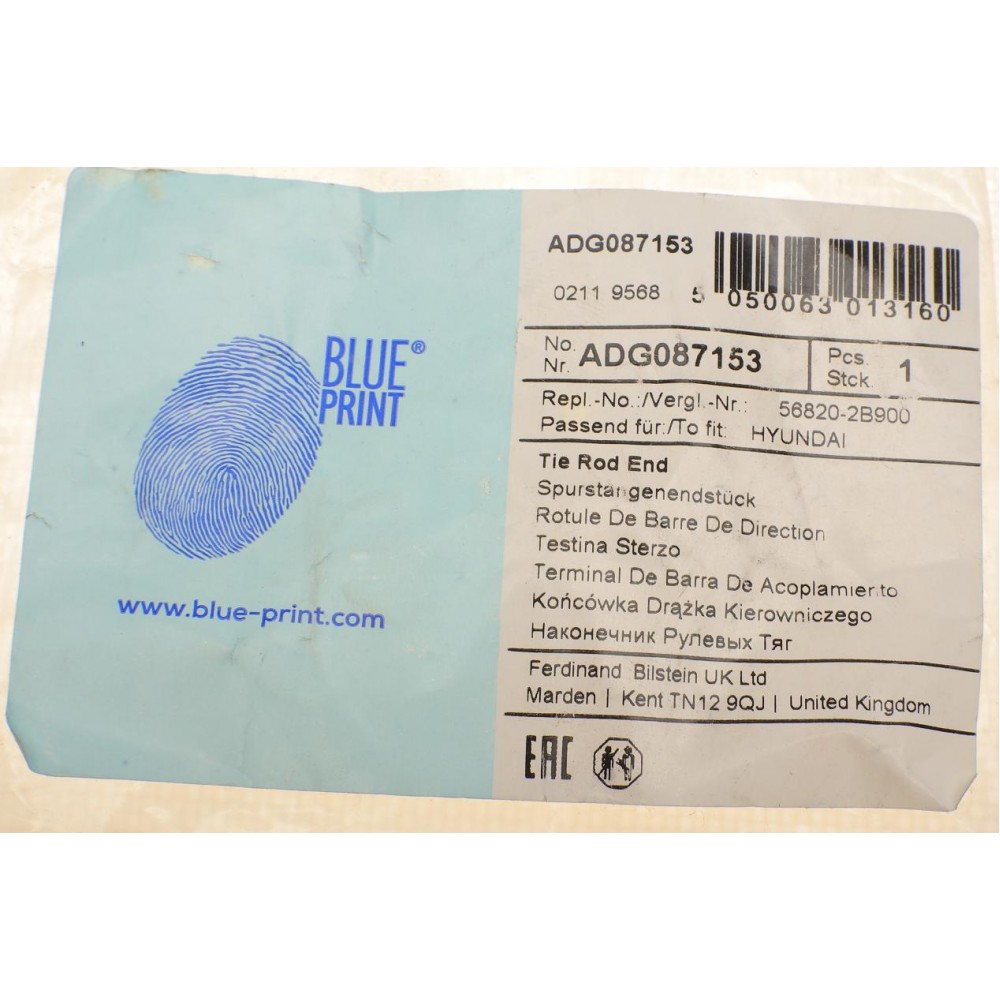 BLUE®
PRINT
www.blue-print.com
ADG087153
0211 9568 5 050063 013160
No.
Nr. ADG087153
Pcs.
Stck. 1
Repl.-No.:/Vergl.-Nr.: 56820-2B900
Passend für:/To fit: HYUNDAI
Tie Rod End
Spurstangenendstück
Rotule De Barre De Direction
Testina Sterzo
Terminal De Barra De Acoplamiento
Końcówka Drążka Kierowniczego
Наконечник Рулевых Тяг
Ferdinand Bilstein UK Ltd
Marden | Kent TN12 9QJ | United Kingdom
EAC